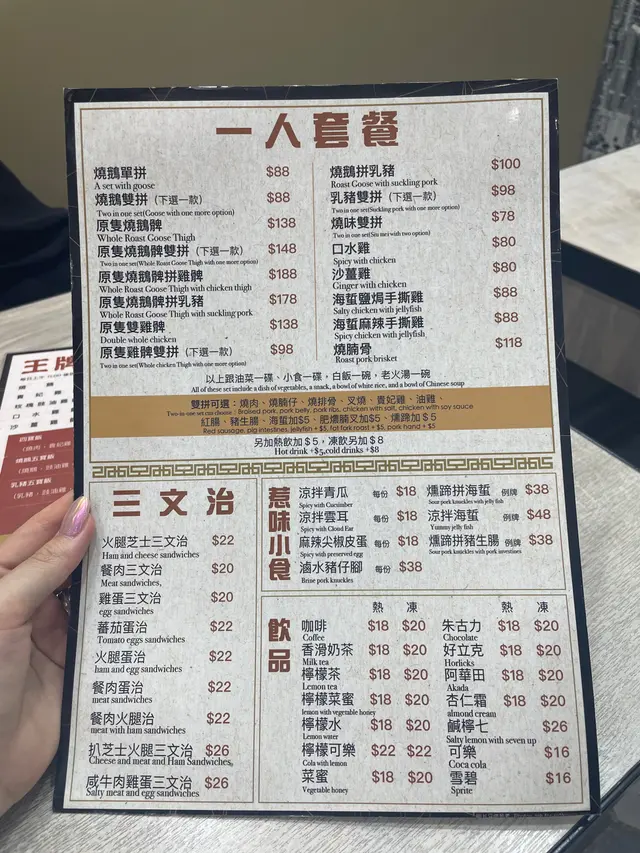 一人套餐
燒鵝單拼 $88
A set with goose
燒鵝雙拼 (下選一款) $88
Two in one set(Goose with one more option)
原隻燒鵝髀 $138
Whole Roast Goose Thigh
原隻燒鵝髀雙拼 (下選一款) $148
Two in one set(Whole Roast Goose Thigh with one more option)
原隻燒鵝髀拼雞髀 $188
Whole Roast Goose Thigh with chicken thigh
原隻燒鵝髀拼乳豬 $178
Whole Roast Goose Thigh with suckling pork
原隻雙雞髀 $138
Double whole chicken
原隻雞髀雙拼 (下選一款) $98
Two in one set(Whole chicken Thigh with one more option)
燒鵝拼乳豬 $100
Roast Goose with suckling pork
乳豬雙拼 (下選一款) $98
Two in one set(Suckling pork with one more option)
燒味雙拼 $78
Two in one set(Siu mei with two option)
口水雞 $80
Spicy with chicken
沙薑雞 $80
Ginger with chicken
海蜇鹽焗手撕雞 $88
Salty chicken with jellyfish
海蜇麻辣手撕雞 $88
Spicy chicken with jellyfish
燒腩骨 $118
Roast pork brisket
以上跟油菜一碟、小食一碟,白飯一碗,老火湯一碗
All of these set include a dish of vegetables, a snack, a bowl of white rice, and a bowl of Chinese soup
雙拼可選:燒肉、燒腩仔、燒排骨、叉燒、貴妃雞、油雞、
Two-in-one set can choose : Broiled pork, pork belly, pork ribs, chicken with salt, chicken with soy sauce
紅腸、豬生腸、海蜇加$5、肥燶腩叉加$5、燻蹄加$5
Red sausage, pig intestines, jellyfish + $5, fat fork roast + $5, pork hand + $5
另加熱飲加$5,凍飲另加$8
Hot drink +$5,cold drinks +$8
三文治
火腿芝士三文治 $22
Ham and cheese sandwiches
餐肉三文治 $20
Meat sandwiches,
雞蛋三文治 $20
egg sandwiches
蕃茄蛋治 $22
Tomato eggs sandwiches
火腿蛋治 $22
ham and egg sandwiches
餐肉蛋治 $22
meat sandwiches
餐肉火腿治 $22
meat with ham sandwiches
扒芝士火腿三文治 $26
Cheese and meat and Ham Sandwiches,
咸牛肉雞蛋三文治 $26
Salty meat and egg sandwiches
惹味小食
涼拌青瓜 每份 $18
Spicy with Cucumber
涼拌雲耳 每份 $18
Spicy with Cloud Ear
麻辣尖椒皮蛋 每份 $18
Spicy with preserved egg
滷水豬仔腳 每份 $38
Brine pork knuckles
燻蹄拼海蜇 例牌 $38
Sour pork knuckles with jelly fish
涼拌海蜇 例牌 $48
Yummy jelly fish
燻蹄拼豬生腸 例牌 $38
Sour pork knuckles with pork intestines
飲品
熱 凍
咖啡 $18 $20
Coffee
香滑奶茶 $18 $20
Milk tea
檸檬茶 $18 $20
Lemon tea
檸檬菜蜜 $18 $20
lemon with vegetable honey
檸檬水 $18 $20
Lemon water
檸檬可樂 $22 $22
Cola with lemon
菜蜜 $18 $20
Vegetable honey
熱 凍
朱古力 $18 $20
Chocolate
好立克 $18 $20
Horlicks
阿華田 $18 $20
Akada
杏仁霜 $18 $20
almond cream
鹹檸七 $26
Salty lemon with seven up
可樂 $16
Coca cola
雪碧 $16
Sprite
王牌
四寶飯
乳豬五寶飯